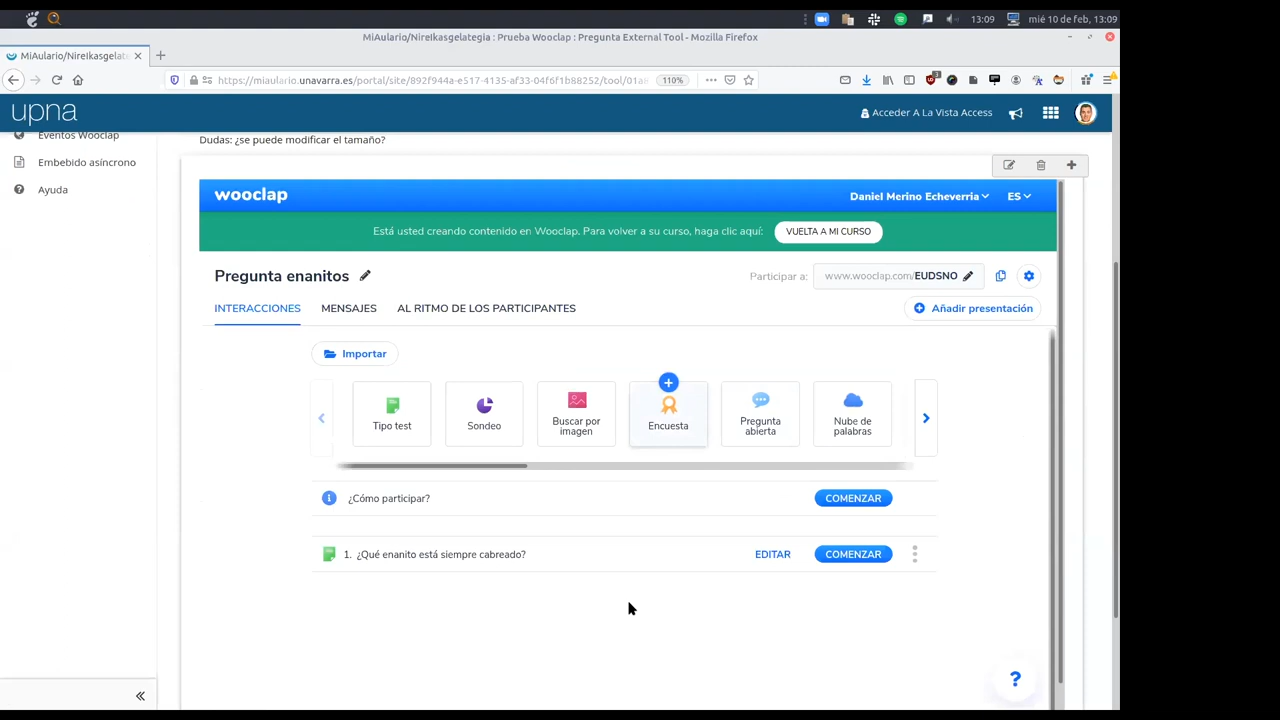 13:09
mié 10 de feb, 13:09
MiAulario/NireIkasgelategia : Prueba Wooclap : Pregunta External Tool - Mozilla Firefox
MiAulario/NireIkasgelate
https://miaulario.unavarra.es/portal/site/892f944a-e517-4135-af33-04f6f1b88252/tool/01a
110%
upna
Acceder A La Vista Access
Eventos Wooclap
Embebido asíncrono
Ayuda
Dudas: ¿se puede modificar el tamaño?
wooclap
Daniel Merino Echeverria
ES
Está usted creando contenido en Wooclap. Para volver a su curso, haga clic aquí:
VUELTA A MI CURSO
Pregunta enanitos
Participar a:
www.wooclap.com/EUDSNO
INTERACCIONES
MENSAJES
AL RITMO DE LOS PARTICIPANTES
Añadir presentación
Importar
Tipo test
Sondeo
Buscar por
imagen
Encuesta
Pregunta
abierta
Nube de
palabras
¿Cómo participar?
COMENZAR
1. ¿Qué enanito está siempre cabreado?
EDITAR
COMENZAR
?